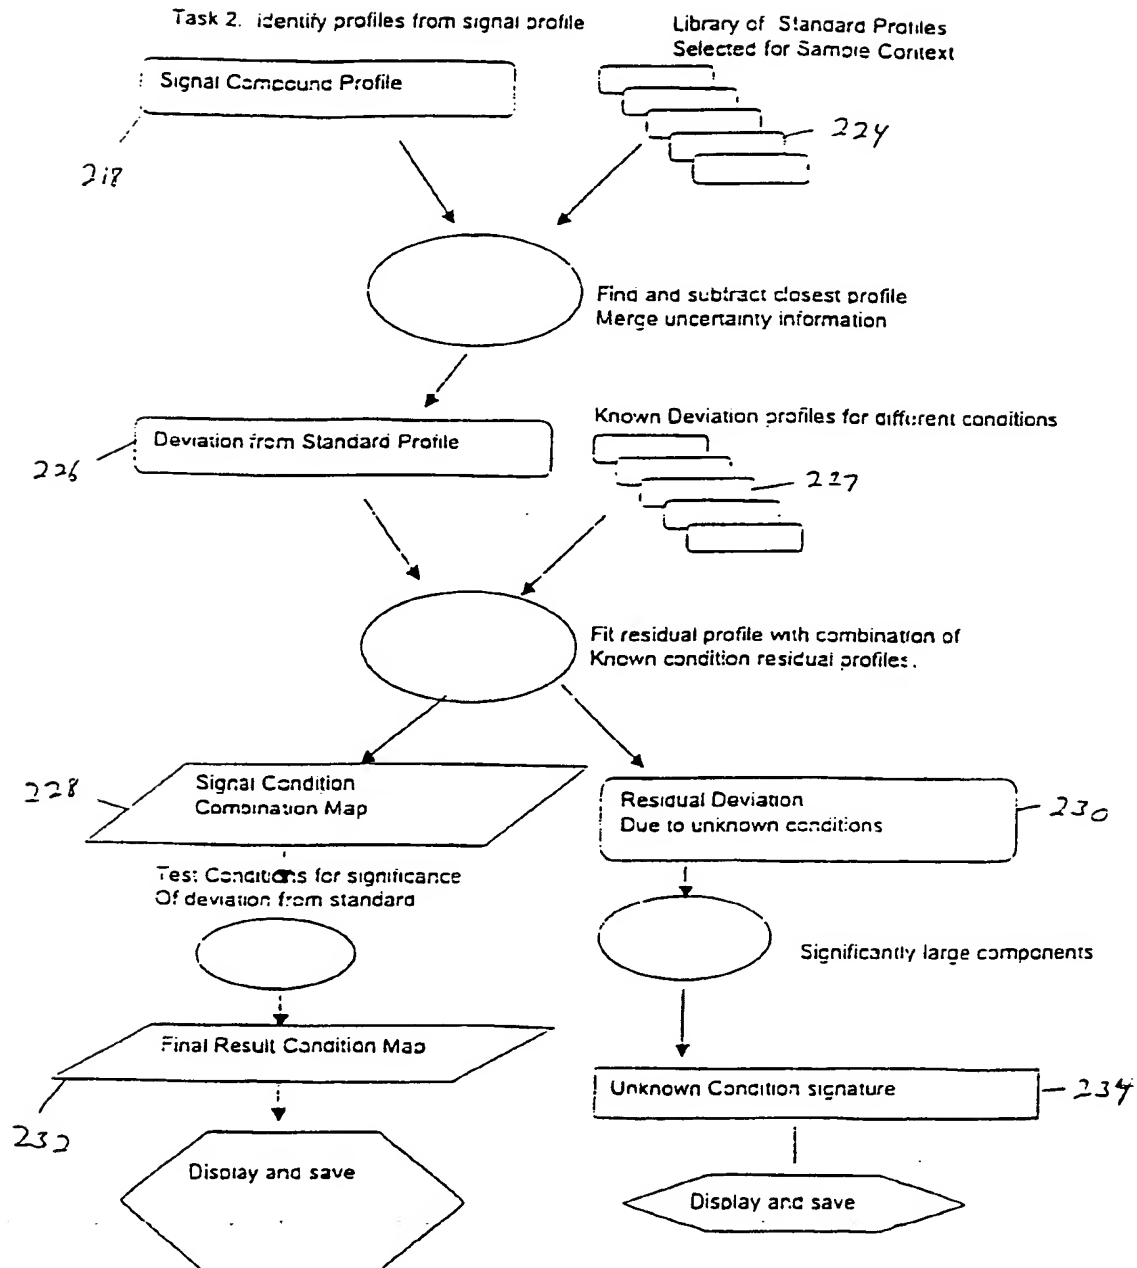 Task 2. Identify profiles from signal profile
Library of Standard Profiles
Selected for Sample Context
Signal Compound Profile
224
218
Find and subtract closest profile
Merge uncertainty information
Known Deviation profiles for different conditions
Deviation from Standard Profile
226
227
Fit residual profile with combination of
Known condition residual profiles.
228
Signal Condition
Combination Map
Residual Deviation
Due to unknown conditions
230
Test Conditions for significance
Of deviation from standard
Significantly large components
Final Result Condition Map
Unknown Condition signature
234
232
Display and save
Display and save